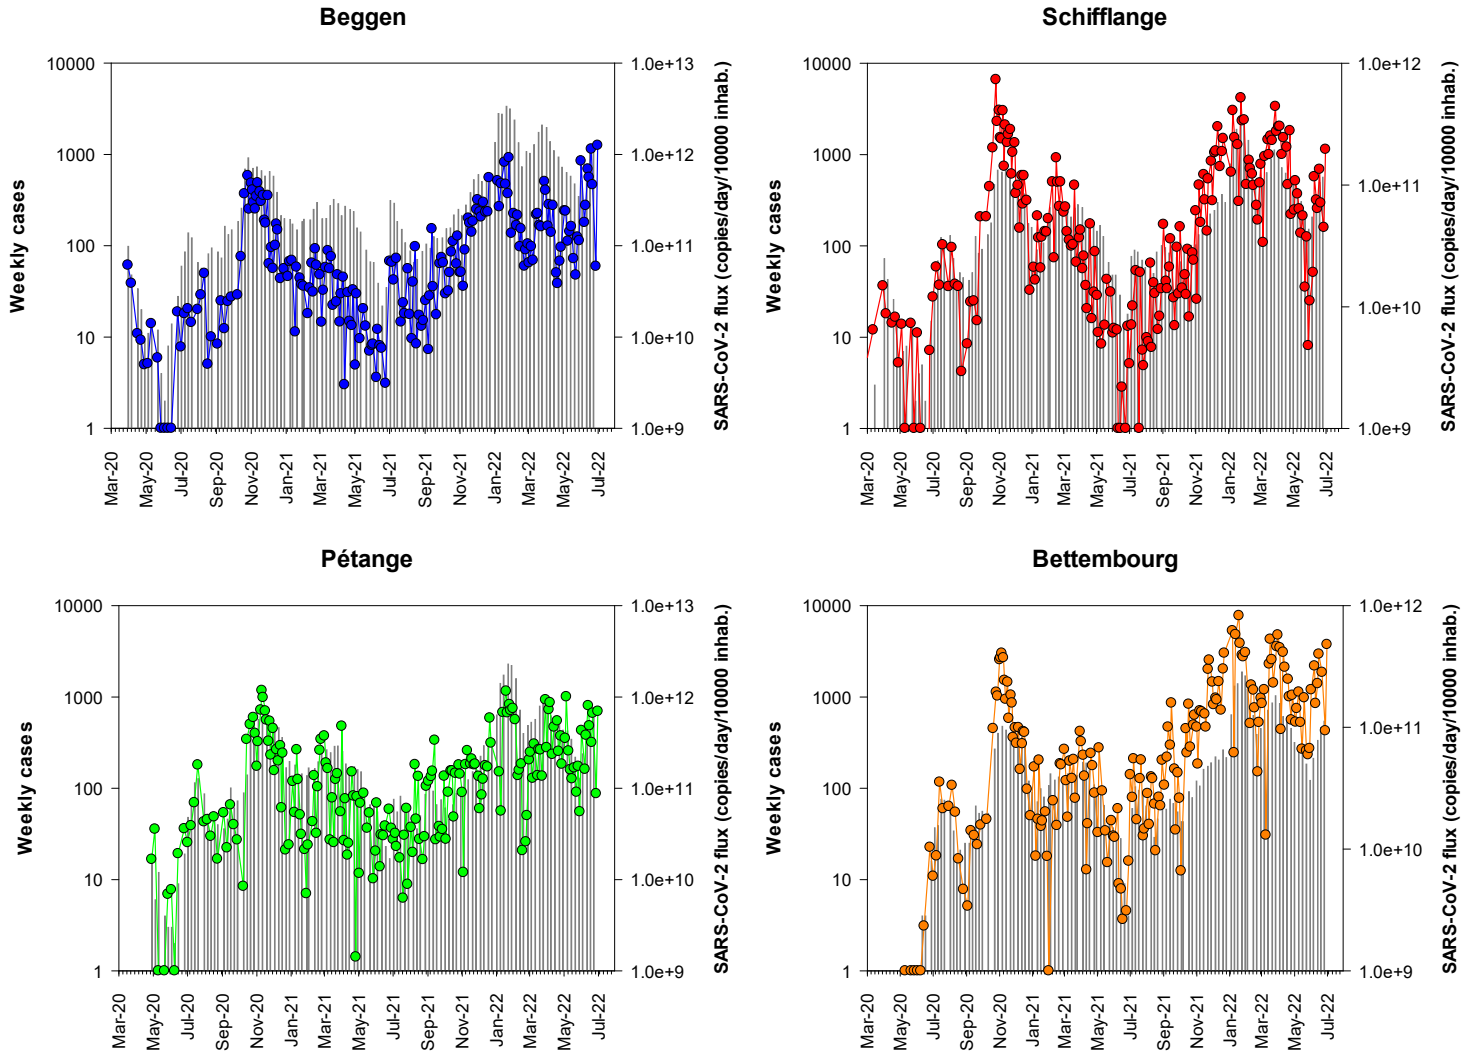 Beggen
10000
1000
100
10
1
Weekly cases
1.0e+13
1.0e+12
1.0e+11
1.0e+10
1.0e+9
SARS-CoV-2 flux (copies/day/10000 inhab.)
Mar-20
May-20
Jul-20
Sep-20
Nov-20
Jan-21
Mar-21
May-21
Jul-21
Sep-21
Nov-21
Jan-22
Mar-22
May-22
Jul-22
Schifflange
10000
1000
100
10
1
Weekly cases
1.0e+12
1.0e+11
1.0e+10
1.0e+9
SARS-CoV-2 flux (copies/day/10000 inhab.)
Mar-20
May-20
Jul-20
Sep-20
Nov-20
Jan-21
Mar-21
May-21
Jul-21
Sep-21
Nov-21
Jan-22
Mar-22
May-22
Jul-22
Pétange
10000
1000
100
10
1
Weekly cases
1.0e+13
1.0e+12
1.0e+11
1.0e+10
1.0e+9
SARS-CoV-2 flux (copies/day/10000 inhab.)
Mar-20
May-20
Jul-20
Sep-20
Nov-20
Jan-21
Mar-21
May-21
Jul-21
Sep-21
Nov-21
Jan-22
Mar-22
May-22
Jul-22
Bettembourg
10000
1000
100
10
1
Weekly cases
1.0e+12
1.0e+11
1.0e+10
1.0e+9
SARS-CoV-2 flux (copies/day/10000 inhab.)
Mar-20
May-20
Jul-20
Sep-20
Nov-20
Jan-21
Mar-21
May-21
Jul-21
Sep-21
Nov-21
Jan-22
Mar-22
May-22
Jul-22